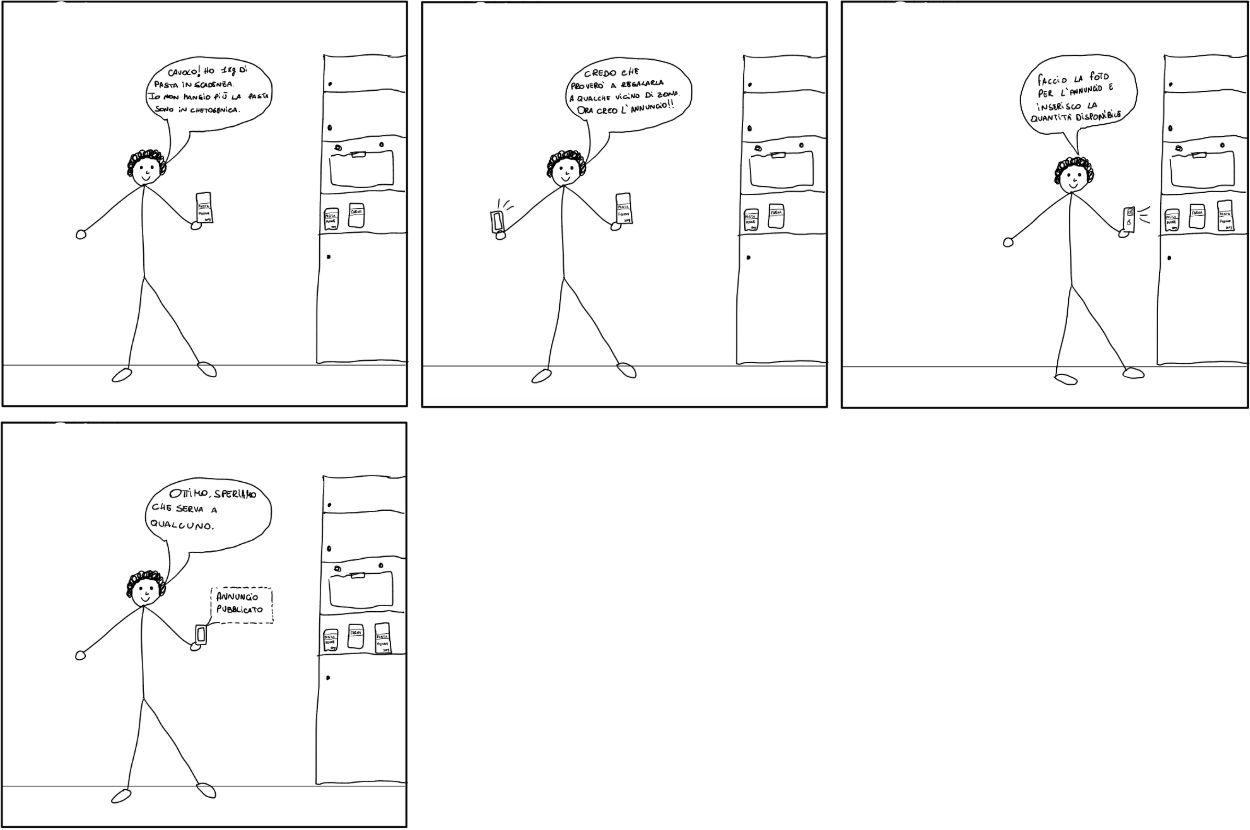 CAVOLO! HO 1KG DI
PASTA IN SCADENZA.
IO NON MANGIO PIÙ LA PASTA
SONO IN CHETOGENICA.
PASTA
CREDO CHE
PROVERÒ A REGALARLA
A QUALCHE VICINO DI ZONA.
ORA CREO L'ANNUNCIO!!
PASTA
FACCIO LA FOTO
PER L'ANNUNCIO E
INSERISCO LA
QUANTITÀ DISPONIBILE
OTTIMO, SPERIAMO
CHE SERVA A
QUALCUNO.
ANNUNCIO
PUBBLICATO